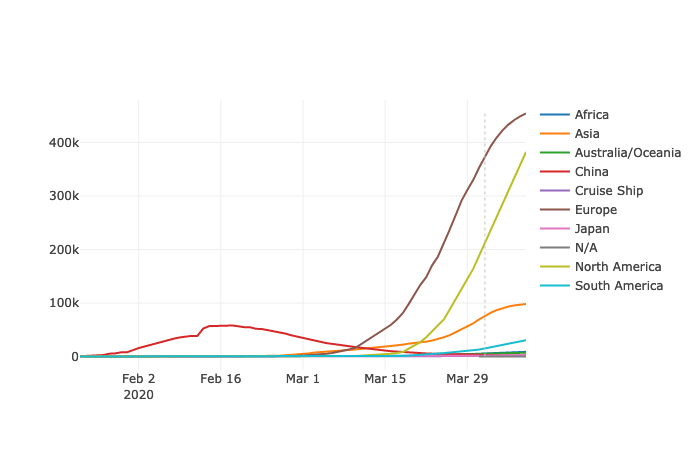 400k
300k
200k
100k
0
Feb 2
2020
Feb 16
Mar 1
Mar 15
Mar 29
Africa
Asia
Australia/Oceania
China
Cruise Ship
Europe
Japan
N/A
North America
South America